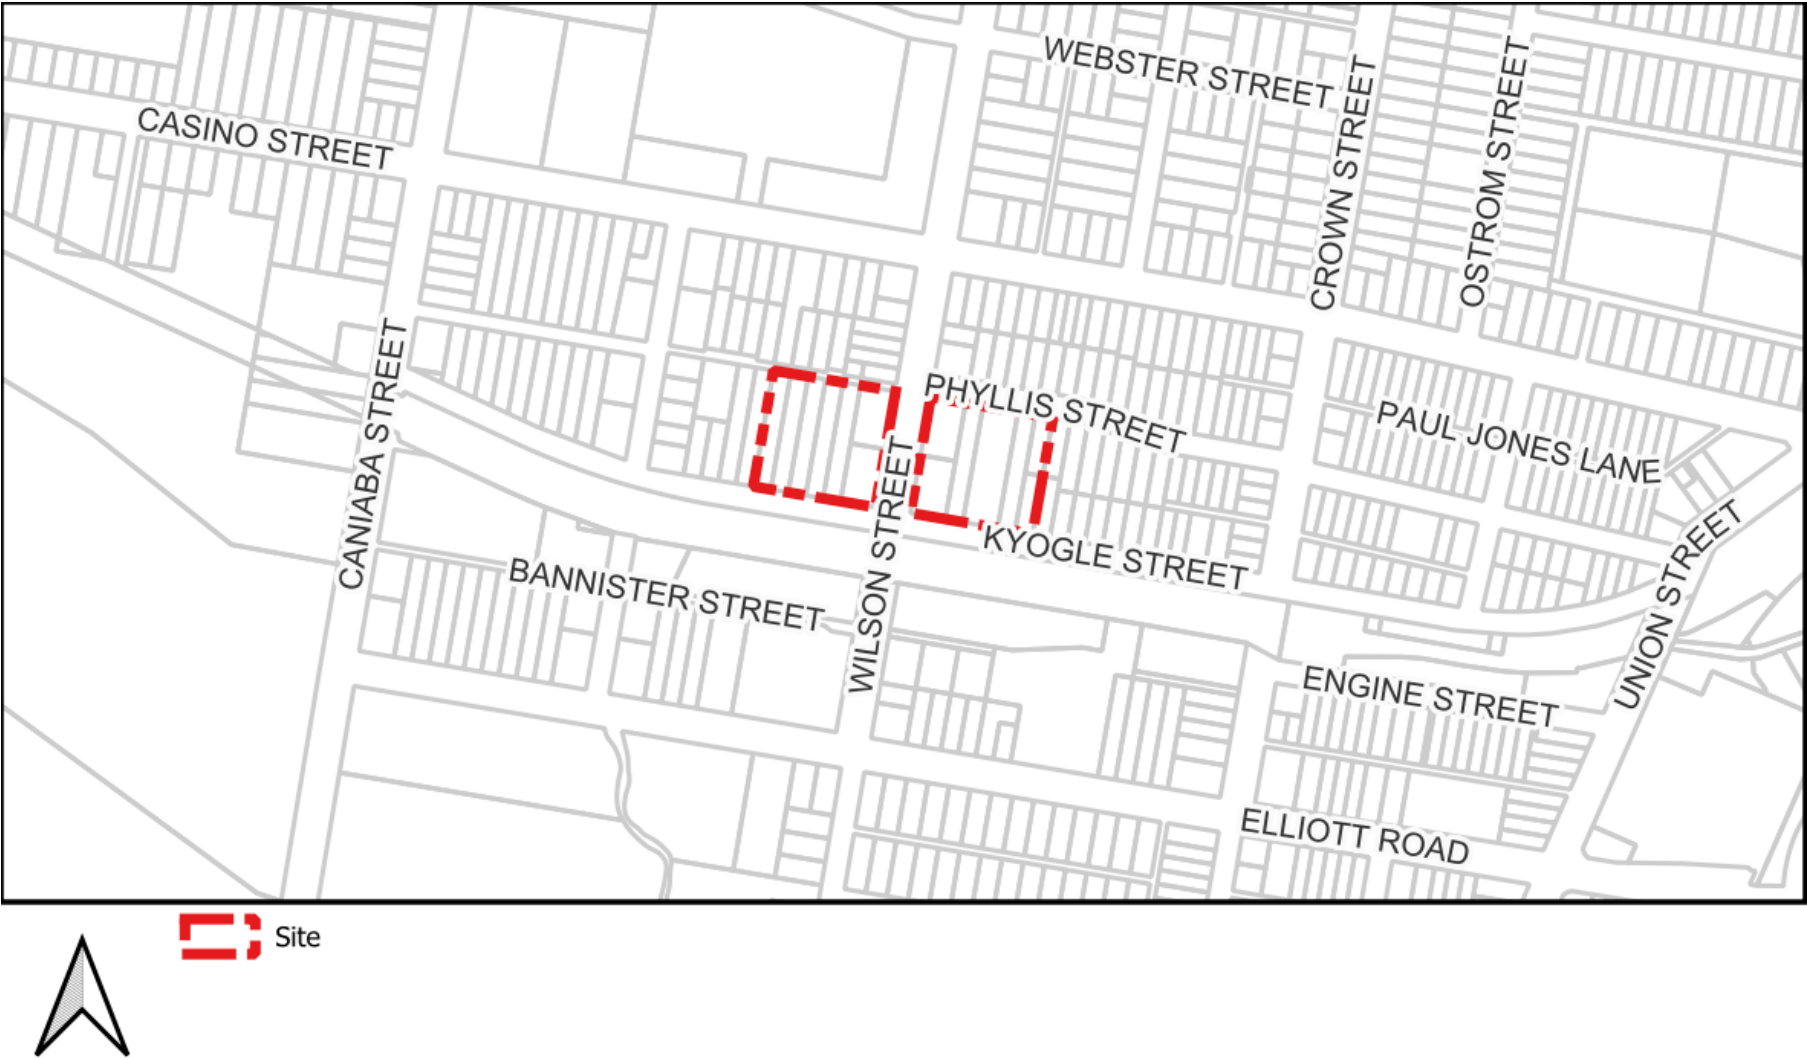 WEBSTER STREET
CASINO STREET
CROWN STREET
OSTROM STREET
PHYLLIS STREET
PAUL JONES LANE
CANIABA STREET
WILSON STREET
KYOGLE STREET
BANNISTER STREET
UNION STREET
ENGINE STREET
ELLIOTT ROAD
Site